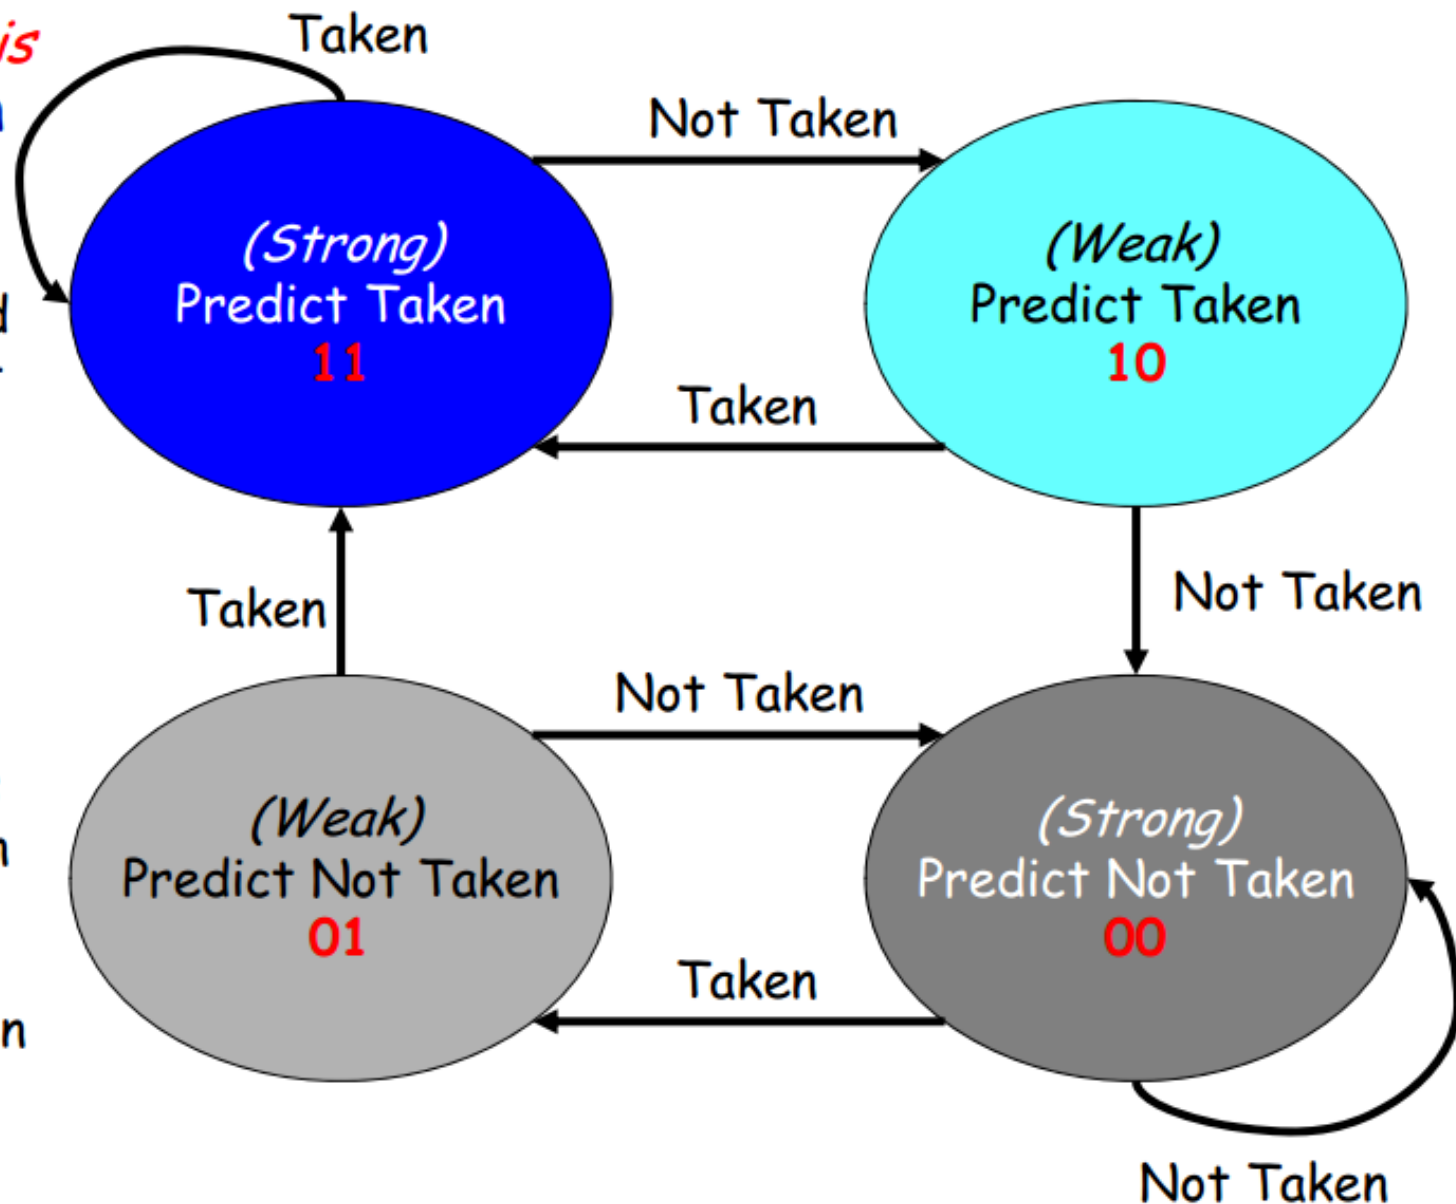 is
Taken
Not Taken
(Strong)
Predict Taken
11
(Weak)
Predict Taken
10
Taken
Taken
Not Taken
Not Taken
(Weak)
Predict Not Taken
01
(Strong)
Predict Not Taken
00
Taken
Not Taken